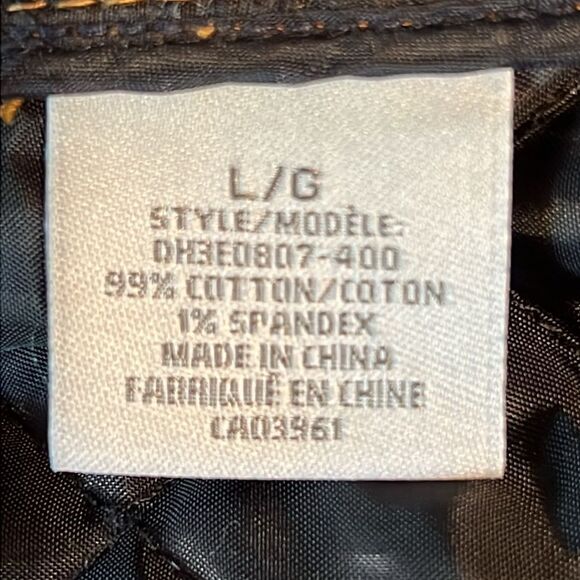 L/G
STYLE/MODÈLE:
DH3E0807-400
99% COTTON/COTON
1% SPANDEX
MADE IN CHINA
FABRIQUÉ EN CHINE
CA03961